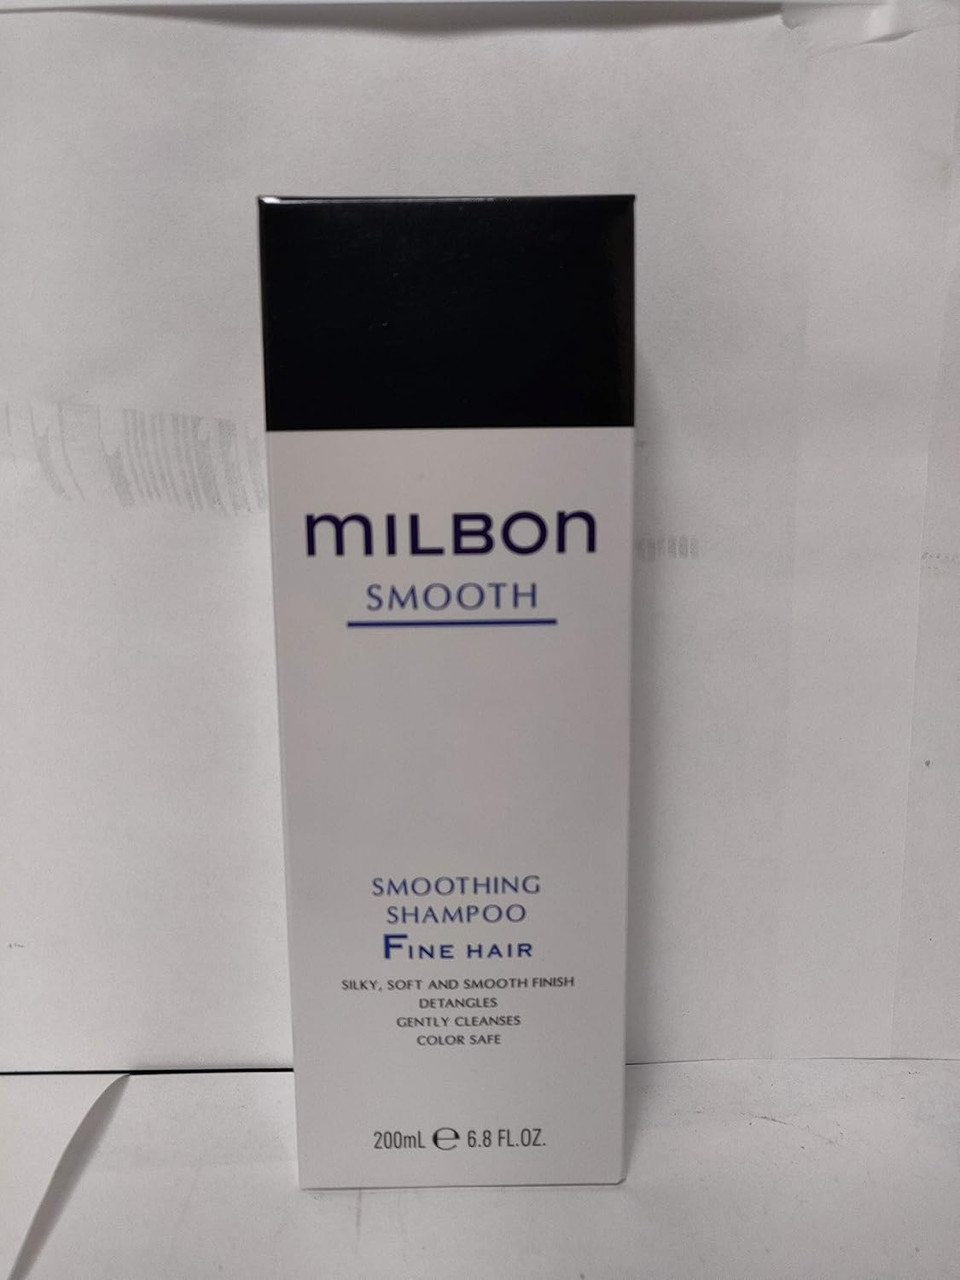 MILBON
SMOOTH
SMOOTHING
SHAMPOO
FINE HAIR
SILKY, SOFT AND SMOOTH FINISH
DETANGLES
GENTLY CLEANSES
COLOR SAFE
200mL ℮ 6.8 FL.OZ.